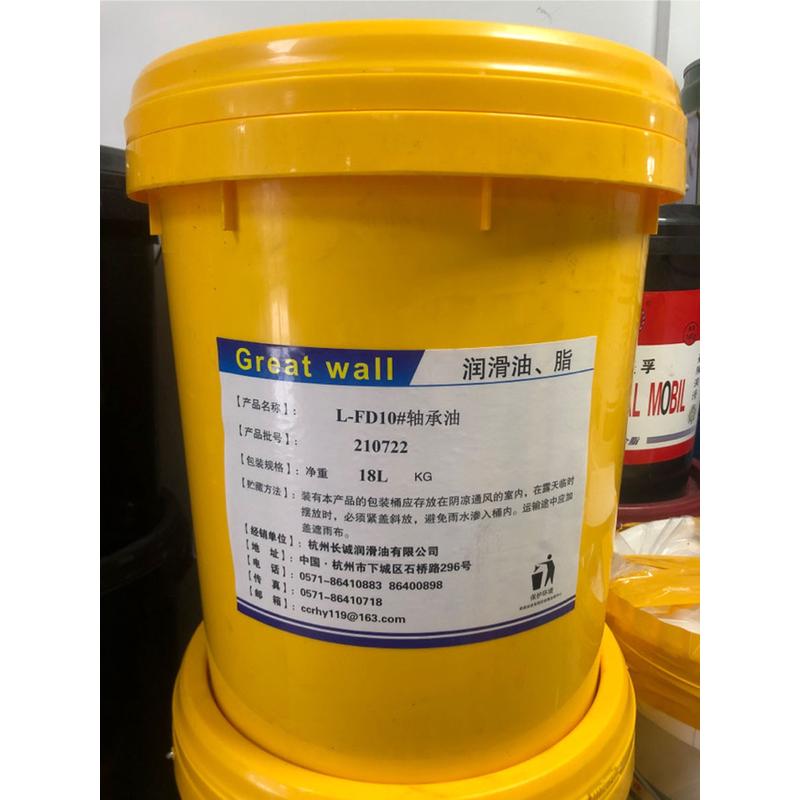 Great wall
润滑油、脂
【产品名称】： L-FD10#轴承油
【产品批号】： 210722
【包装规格】：净重 18L KG
【贮藏方法】：装有本产品的包装桶应存放在阴凉通风的室内，在露天临时
摆放时，必须紧盖斜放，避免雨水渗入桶内。运输途中应加
盖遮雨布。
【经销单位】：杭州长诚润滑油有限公司
【地 址】：中国·杭州市下城区石桥路296号
【电 话】：0571-86410883 86400898
【传 真】：0571-86410718
【邮 箱】：ccrhy119@163.com
保护环境
孚
MOBIL